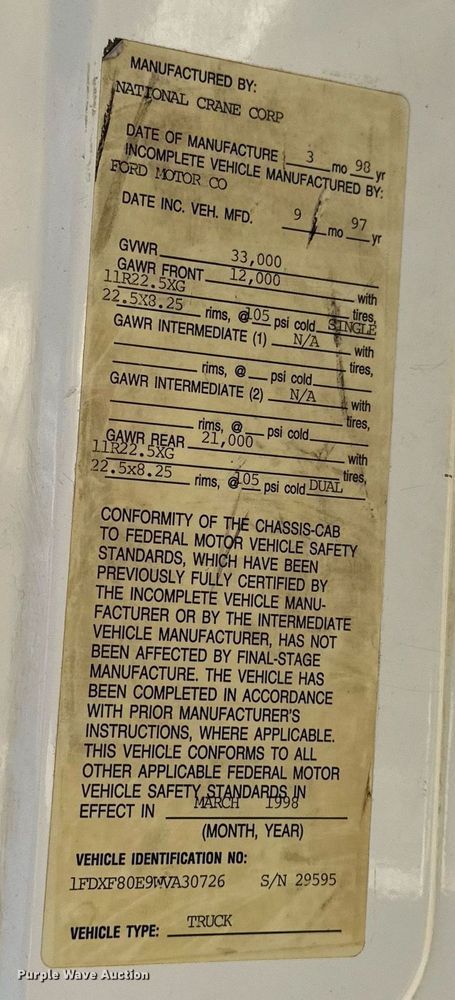 MANUFACTURED BY:
NATIONAL CRANE CORP
DATE OF MANUFACTURE 3 mo 98 yr
INCOMPLETE VEHICLE MANUFACTURED BY:
FORD MOTOR CO
DATE INC. VEH. MFD. 9 mo 97 yr
GVWR 33,000
GAWR FRONT 12,000 with
11R22.5XG tires,
22.5X8.25 rims, @ 105 psi cold SINGLE
GAWR INTERMEDIATE (1) N/A with
tires,
rims, @ psi cold
GAWR INTERMEDIATE (2) N/A with
tires,
rims, @ psi cold
GAWR REAR 21,000 with
11R22.5XG tires,
22.5x8.25 rims, @ 105 psi cold DUAL
CONFORMITY OF THE CHASSIS-CAB
TO FEDERAL MOTOR VEHICLE SAFETY
STANDARDS, WHICH HAVE BEEN
PREVIOUSLY FULLY CERTIFIED BY
THE INCOMPLETE VEHICLE MANU-
FACTURER OR BY THE INTERMEDIATE
VEHICLE MANUFACTURER, HAS NOT
BEEN AFFECTED BY FINAL-STAGE
MANUFACTURE. THE VEHICLE HAS
BEEN COMPLETED IN ACCORDANCE
WITH PRIOR MANUFACTURER'S
INSTRUCTIONS, WHERE APPLICABLE.
THIS VEHICLE CONFORMS TO ALL
OTHER APPLICABLE FEDERAL MOTOR
VEHICLE SAFETY STANDARDS IN
EFFECT IN MARCH 1998
(MONTH, YEAR)
VEHICLE IDENTIFICATION NO:
1FDXF80E9WVA30726 S/N 29595
VEHICLE TYPE: TRUCK
Purple Wave Auction